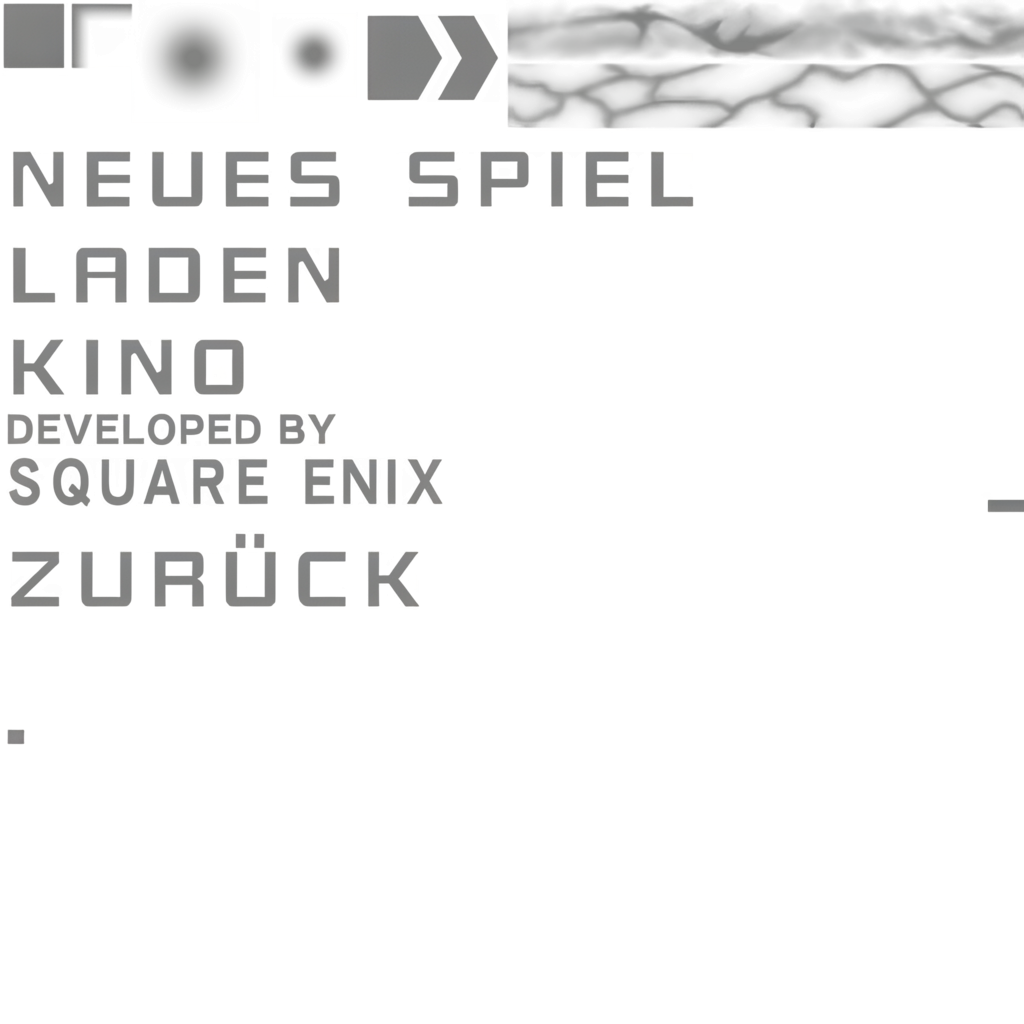 NEUES SPIEL
LADEN
KINO
DEVELOPED BY
SQUARE ENIX
ZURÜCK